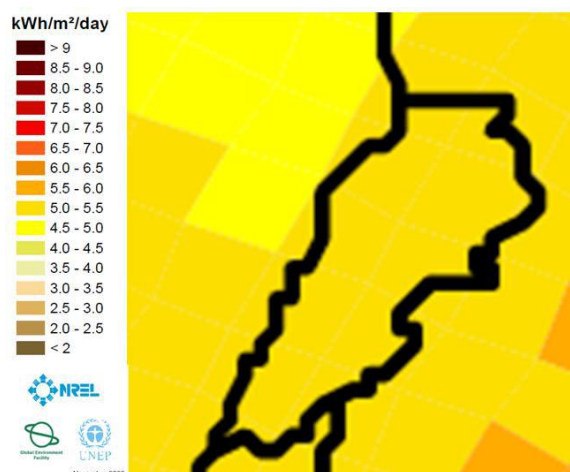 kWh/m²/day
> 9
8.5 - 9.0
8.0 - 8.5
7.5 - 8.0
7.0 - 7.5
6.5 - 7.0
6.0 - 6.5
5.5 - 6.0
5.0 - 5.5
4.5 - 5.0
4.0 - 4.5
3.5 - 4.0
3.0 - 3.5
2.5 - 3.0
2.0 - 2.5
< 2
NREL
Global Environment
Facility
UNEP